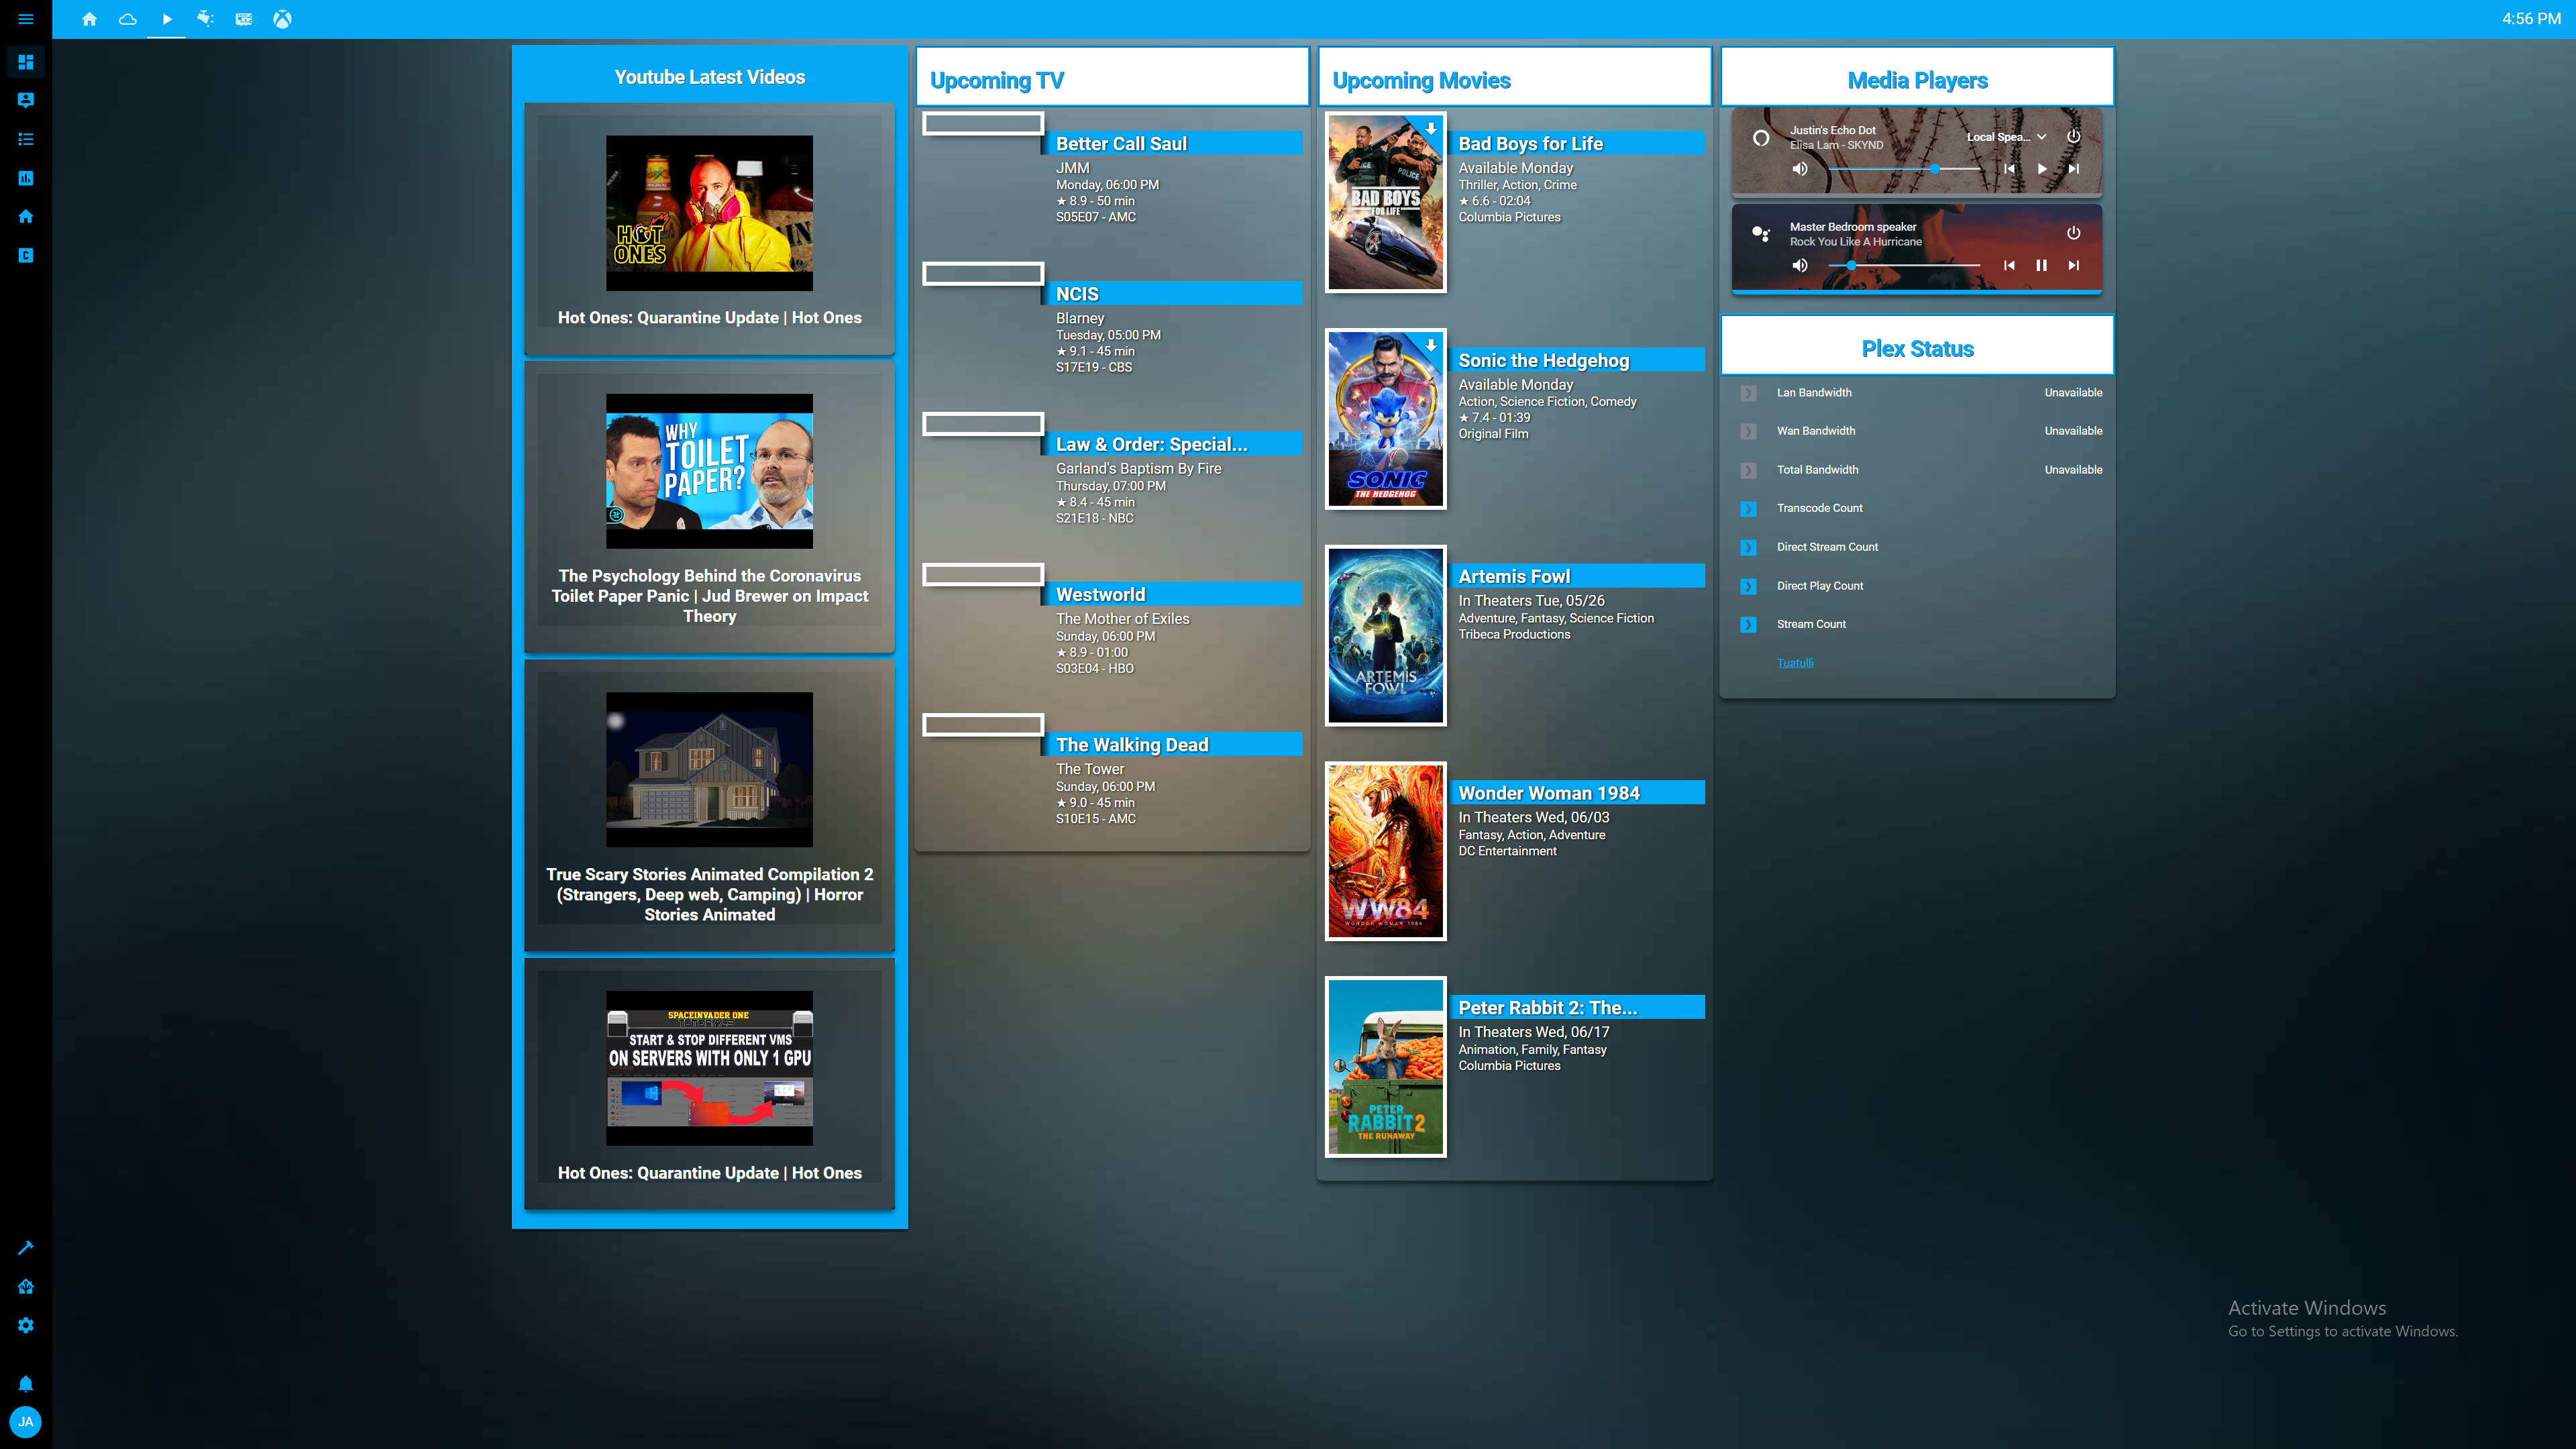 4:56 PM
Youtube Latest Videos
HOT
ONES
Hot Ones: Quarantine Update | Hot Ones
WHY
TOILET
PAPER?
The Psychology Behind the Coronavirus
Toilet Paper Panic | Jud Brewer on Impact
Theory
True Scary Stories Animated Compilation 2
(Strangers, Deep web, Camping) | Horror
Stories Animated
SPACEINVADER ONE
TUTORIALS
START & STOP DIFFERENT VMS
ON SERVERS WITH ONLY 1 GPU
Hot Ones: Quarantine Update | Hot Ones
Upcoming TV
Better Call Saul
JMM
Monday, 06:00 PM
★ 8.9 - 50 min
S05E07 - AMC
NCIS
Blarney
Tuesday, 05:00 PM
★ 9.1 - 45 min
S17E19 - CBS
Law & Order: Special...
Garland's Baptism By Fire
Thursday, 07:00 PM
★ 8.4 - 45 min
S21E18 - NBC
Westworld
The Mother of Exiles
Sunday, 06:00 PM
★ 8.9 - 01:00
S03E04 - HBO
The Walking Dead
The Tower
Sunday, 06:00 PM
★ 9.0 - 45 min
S10E15 - AMC
Upcoming Movies
POLICE
POLICE
BAD BOYS
FOR LIFE
Bad Boys for Life
Available Monday
Thriller, Action, Crime
★ 6.6 - 02:04
Columbia Pictures
SONIC
THE HEDGEHOG
Sonic the Hedgehog
Available Monday
Action, Science Fiction, Comedy
★ 7.4 - 01:39
Original Film
ARTEMIS
FOWL
Artemis Fowl
In Theaters Tue, 05/26
Adventure, Fantasy, Science Fiction
Tribeca Productions
WW84
WONDER WOMAN 1984
Wonder Woman 1984
In Theaters Wed, 06/03
Fantasy, Action, Adventure
DC Entertainment
PETER
RABBIT 2
THE RUNAWAY
Peter Rabbit 2: The...
In Theaters Wed, 06/17
Animation, Family, Fantasy
Columbia Pictures
Media Players
Justin's Echo Dot
Elisa Lam - SKYND
Local Spea...
Master Bedroom speaker
Rock You Like A Hurricane
Plex Status
Lan Bandwidth Unavailable
Wan Bandwidth Unavailable
Total Bandwidth Unavailable
Transcode Count
Direct Stream Count
Direct Play Count
Stream Count
Tuatulli
Activate Windows
Go to Settings to activate Windows.
C
JA